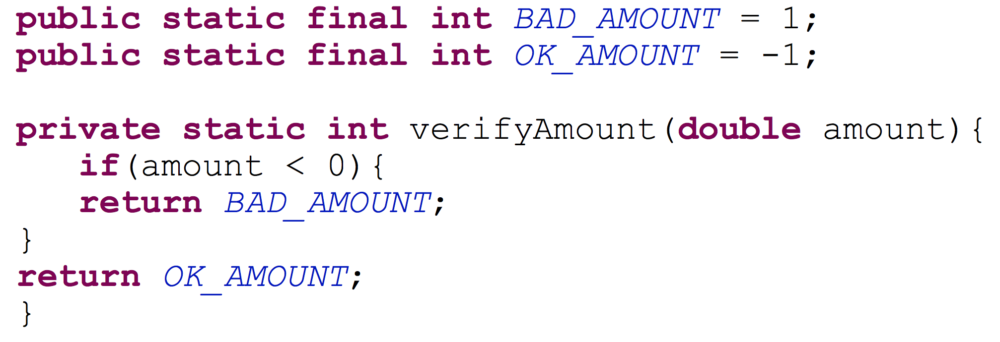 public static final int BAD_AMOUNT = 1;
public static final int OK_AMOUNT = -1;
private static int verifyAmount(double amount){
if(amount < 0){
return BAD_AMOUNT;
}
return OK_AMOUNT;
}